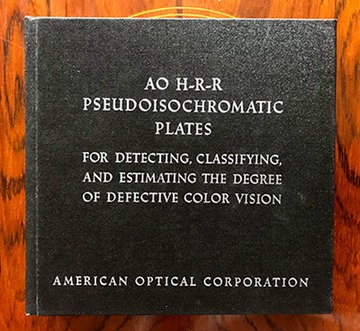 AO H-R-R
PSEUDOISOCHROMATIC
PLATES
FOR DETECTING, CLASSIFYING,
AND ESTIMATING THE DEGREE
OF DEFECTIVE COLOR VISION
AMERICAN OPTICAL CORPORATION